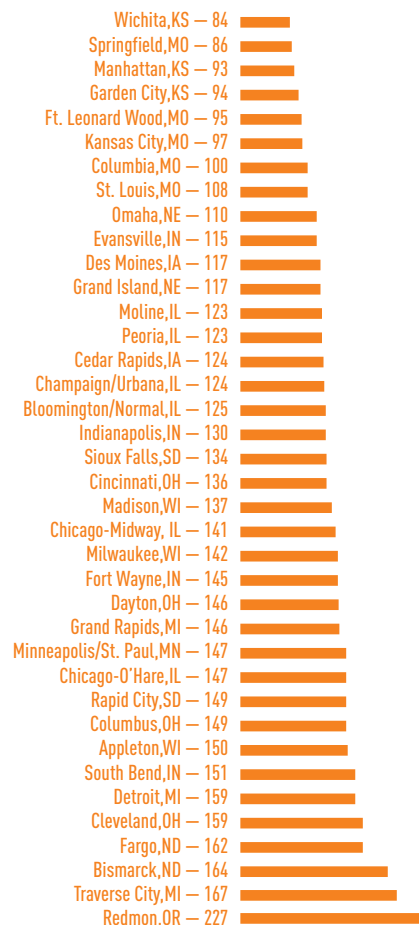 Wichita,KS — 84
Springfield,MO — 86
Manhattan,KS — 93
Garden City,KS — 94
Ft. Leonard Wood,MO — 95
Kansas City,MO — 97
Columbia,MO — 100
St. Louis,MO — 108
Omaha,NE — 110
Evansville,IN — 115
Des Moines,IA — 117
Grand Island,NE — 117
Moline,IL — 123
Peoria,IL — 123
Cedar Rapids,IA — 124
Champaign/Urbana,IL — 124
Bloomington/Normal,IL — 125
Indianapolis,IN — 130
Sioux Falls,SD — 134
Cincinnati,OH — 136
Madison,WI — 137
Chicago-Midway, IL — 141
Milwaukee,WI — 142
Fort Wayne,IN — 145
Dayton,OH — 146
Grand Rapids,MI — 146
Minneapolis/St. Paul,MN — 147
Chicago-O'Hare,IL — 147
Rapid City,SD — 149
Columbus,OH — 149
Appleton,WI — 150
South Bend,IN — 151
Detroit,MI — 159
Cleveland,OH — 159
Fargo,ND — 162
Bismarck,ND — 164
Traverse City,MI — 167
Redmon,OR — 227